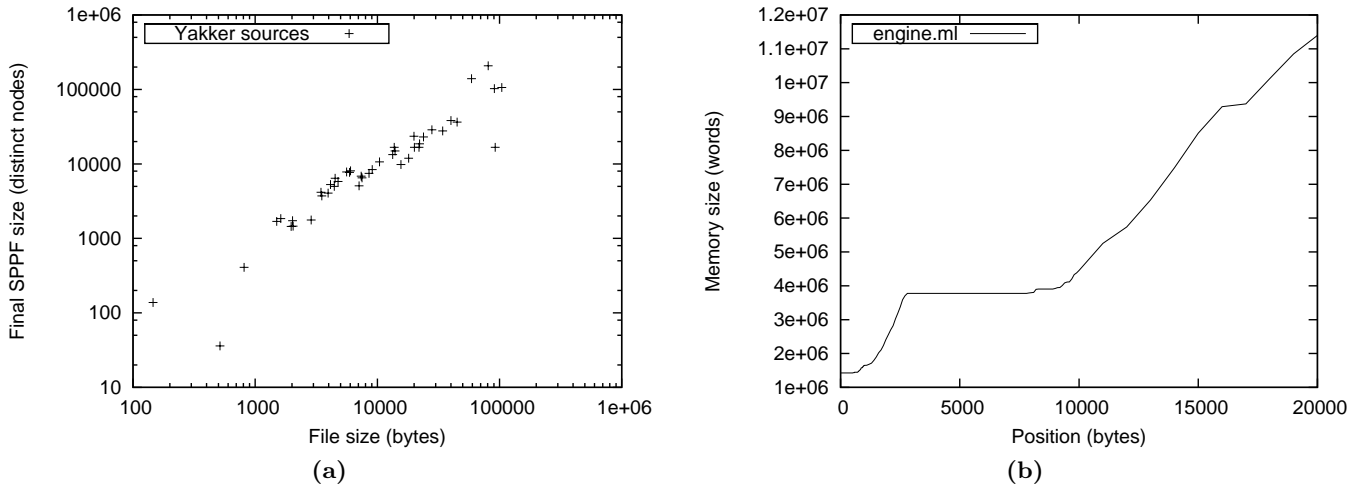 1e+06
100000
10000
1000
100
10
Final SPPF size (distinct nodes)
Yakker sources
100 1000 10000 100000 1e+06
File size (bytes)
(a)
1.2e+07
1.1e+07
1e+07
9e+06
8e+06
7e+06
6e+06
5e+06
4e+06
3e+06
2e+06
1e+06
Memory size (words)
engine.ml
0 5000 10000 15000 20000
Position (bytes)
(b)